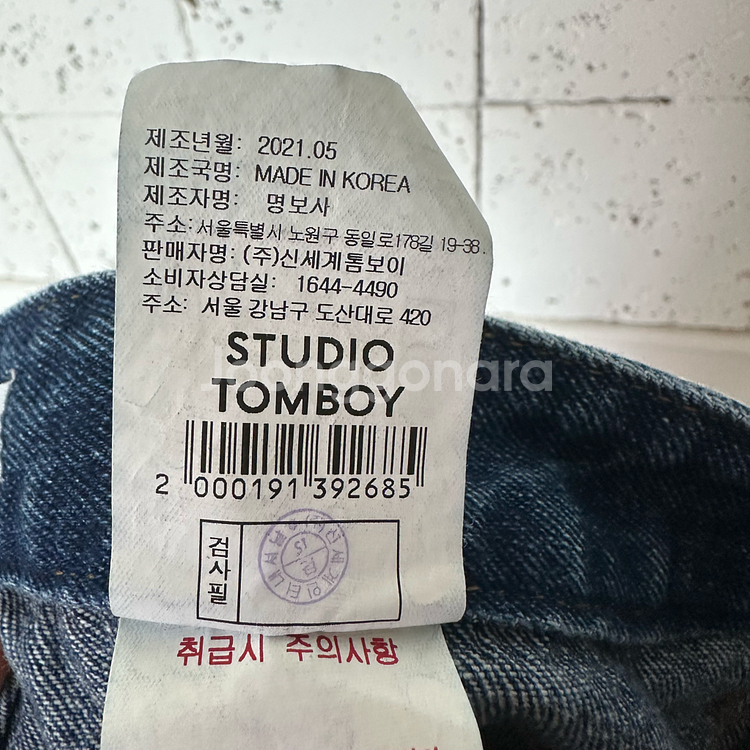 제조년월: 2021.05
제조국명: MADE IN KOREA
제조자명: 명보사
주소: 서울특별시 노원구 동일로178길 19-38.
판매자명: (주)신세계톰보이
소비자상담실: 1644-4490
주소: 서울 강남구 도산대로 420
STUDIO
TOMBOY
Joonggonara
2 000191 392685
검사필
취급시 주의사항